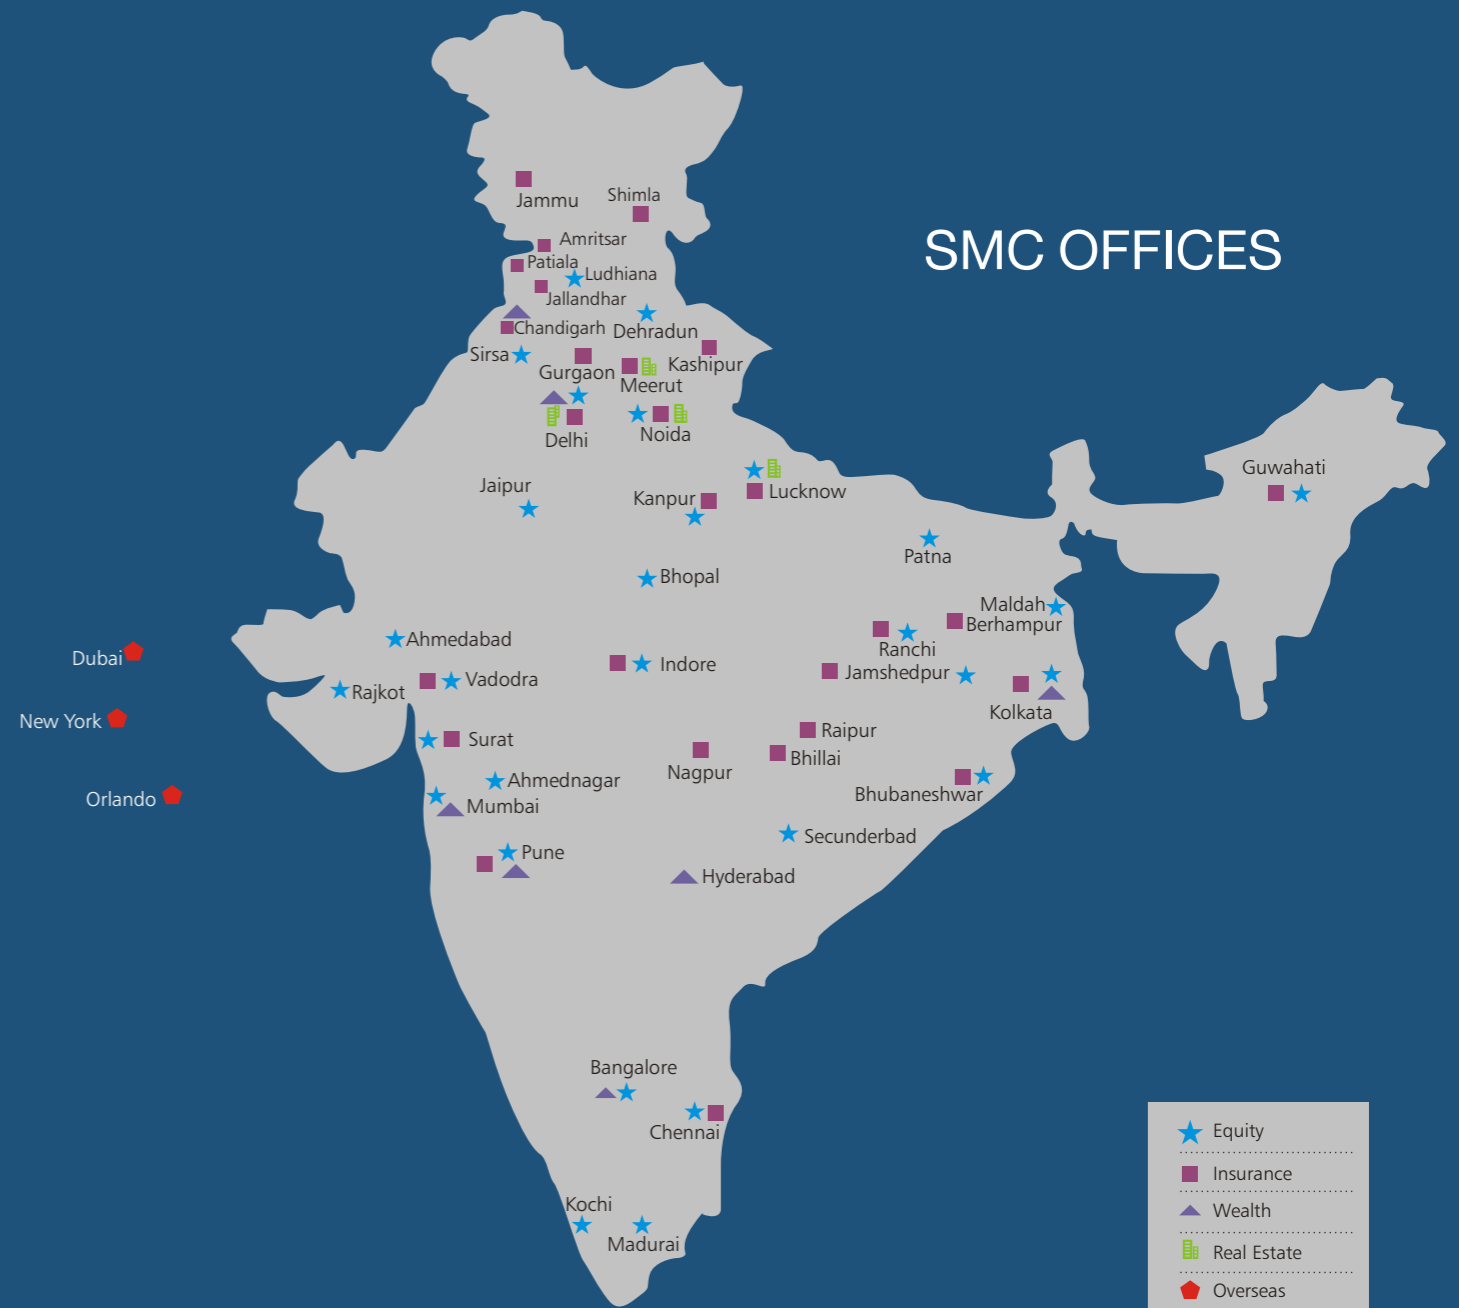 Jammu
Shimla
SMC OFFICES
Amritsar
Patiala
Ludhiana
Jallandhar
Chandigarh
Dehradun
Sirsa
Gurgaon
Kashipur
Meerut
Delhi
Noida
Guwahati
Jaipur
Kanpur
Lucknow
Patna
Bhopal
Maldah
Berhampur
Ahmedabad
Ranchi
Dubai
Indore
Jamshedpur
Vadodra
Rajkot
Kolkata
New York
Raipur
Surat
Bhillai
Nagpur
Ahmednagar
Bhubaneshwar
Orlando
Mumbai
Secunderbad
Pune
Hyderabad
Bangalore
Chennai
Kochi
Madurai
Equity
Insurance
Wealth
Real Estate
Overseas